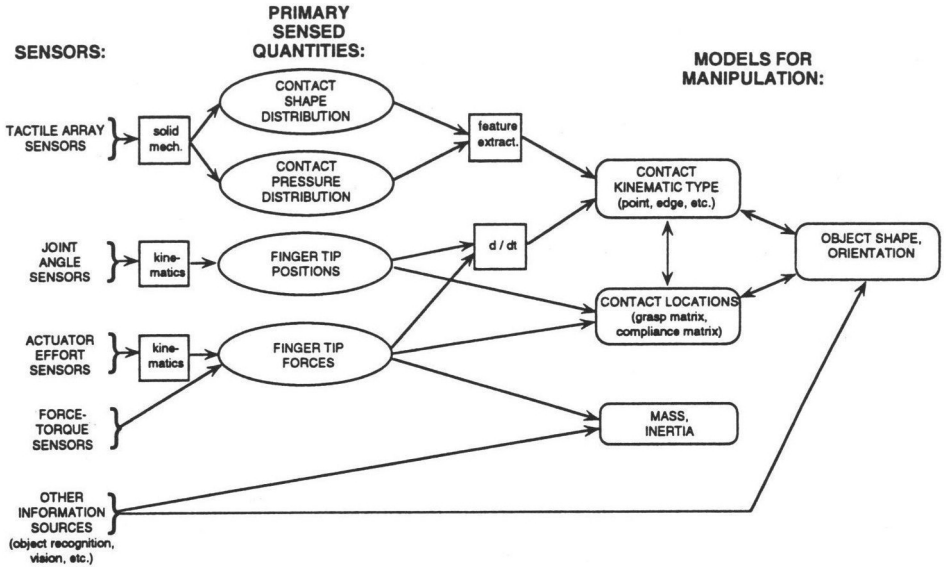 PRIMARY
SENSED
QUANTITIES:
SENSORS:
MODELS FOR
MANIPULATION:
TACTILE ARRAY
SENSORS
solid
mech.
CONTACT
SHAPE
DISTRIBUTION
CONTACT
PRESSURE
DISTRIBUTION
feature
extract.
CONTACT
KINEMATIC TYPE
(point, edge, etc.)
JOINT
ANGLE
SENSORS
kine-
matics
FINGER TIP
POSITIONS
d / dt
OBJECT SHAPE,
ORIENTATION
CONTACT LOCATIONS
(grasp matrix,
compliance matrix)
ACTUATOR
EFFORT
SENSORS
kine-
matics
FINGER TIP
FORCES
FORCE-
TORQUE
SENSORS
MASS,
INERTIA
OTHER
INFORMATION
SOURCES
(object recognition,
vision, etc.)